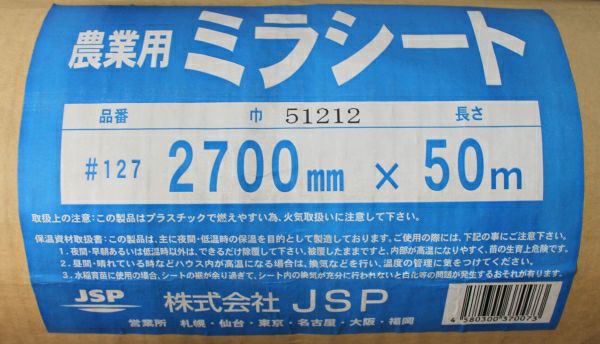 農業用 ミラシート
品番 巾 51212 長さ
#127 2700mm × 50m
取扱上の注意:この製品はプラスチックで燃えやすい為、火気取扱いに注意して下さい。
保温資材取扱書:この製品は、主に夜間・低温時の保温を目的として製造しております。ご使用の際には、下記の事にご注意下さい。
1. 夜間・早朝あるいは低温時以外は、できるだけ除覆して下さい。被覆したままですと、内部が高温になりやすく、苗の生育上危険です。
2. 昼間・晴れている時などハウス内が高温になる場合は、換気などを行い、温度の管理に気をつけてください。
3. 水稲育苗に使用の場合、シートの裾が余り過ぎて、シート内の換気が充分に行われないと白化等の問題が発生するおそれが有ります。
JSP 株式会社 JSP
営業所 札幌・仙台・東京・名古屋・大阪・福岡
4 580300 370073